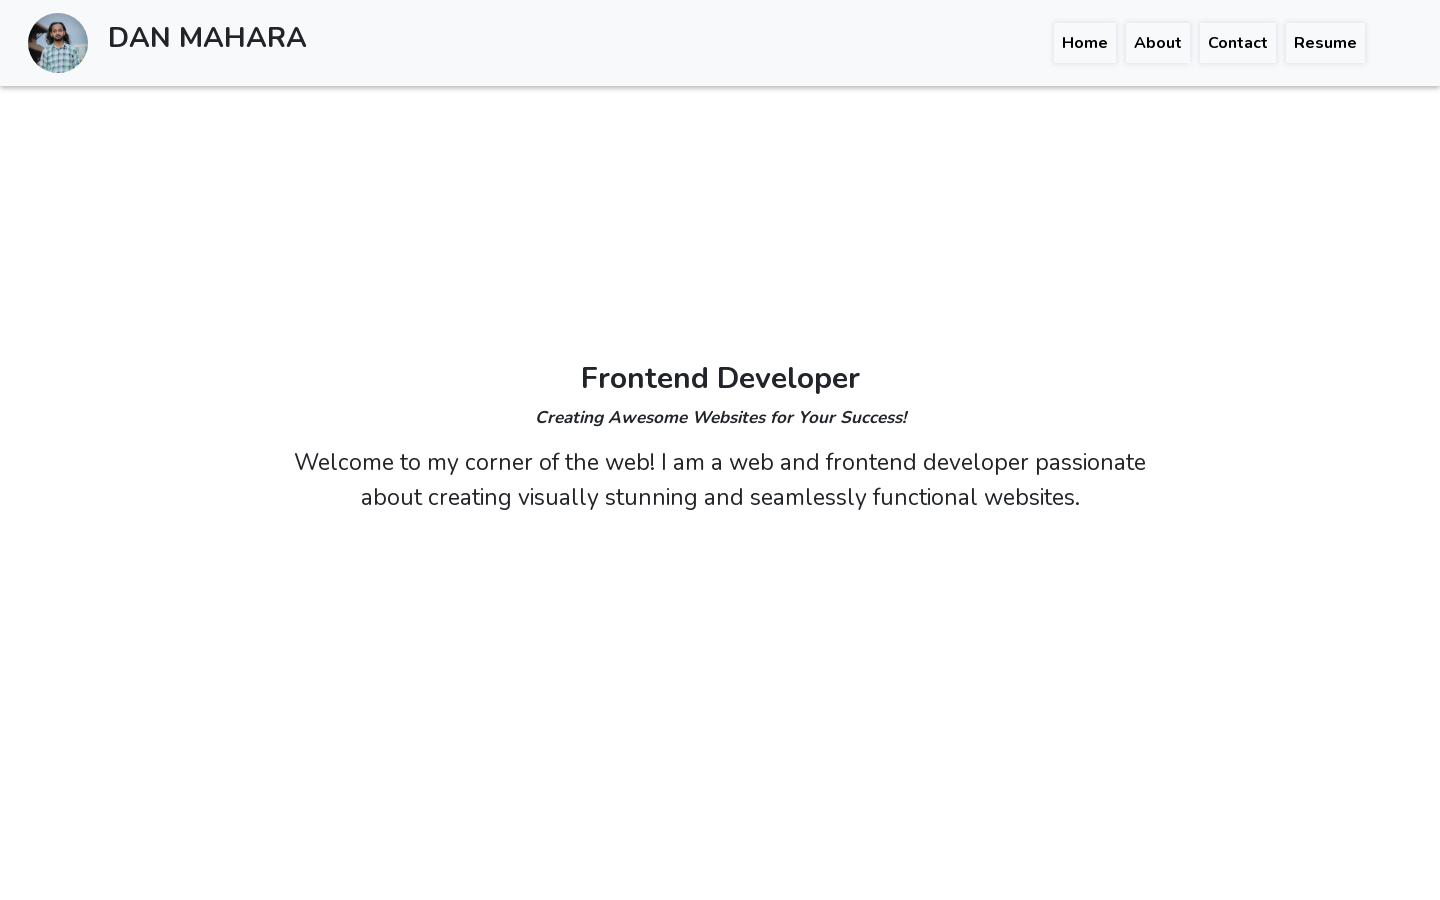 DAN MAHARA
Home
About
Contact
Resume
Frontend Developer
Creating Awesome Websites for Your Success!
Welcome to my corner of the web! I am a web and frontend developer passionate
about creating visually stunning and seamlessly functional websites.